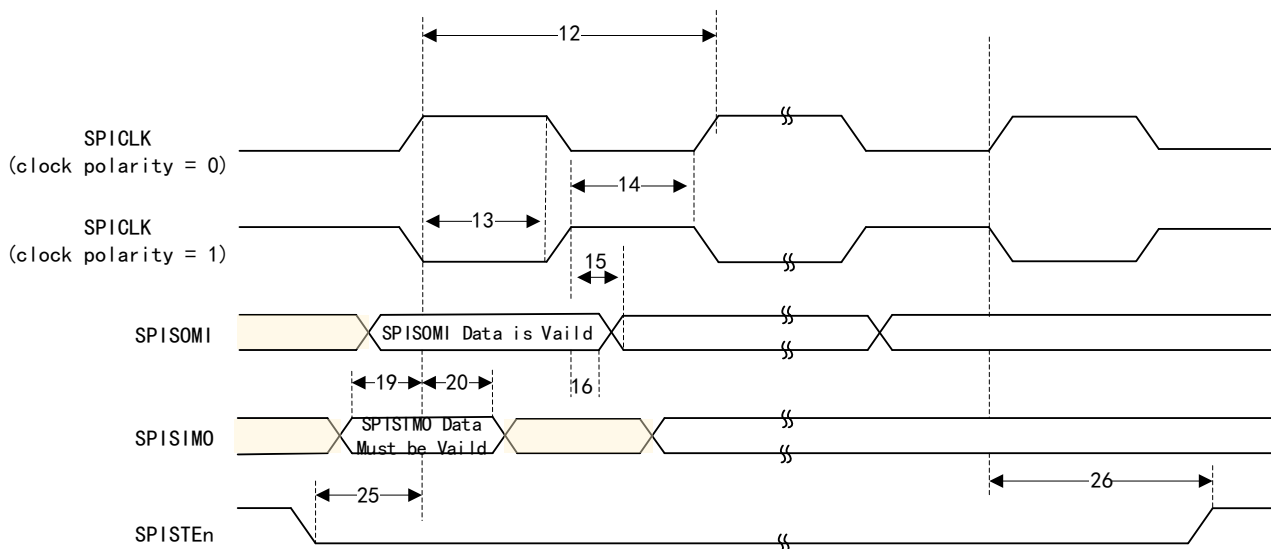 12
SPICLK
(clock polarity = 0)
14
13
SPICLK
(clock polarity = 1)
15
SPISOMI
SPISOMI Data is Vaild
19
20
16
SPISIMO
SPISIMO Data
Must be Vaild
25
26
SPISTEn